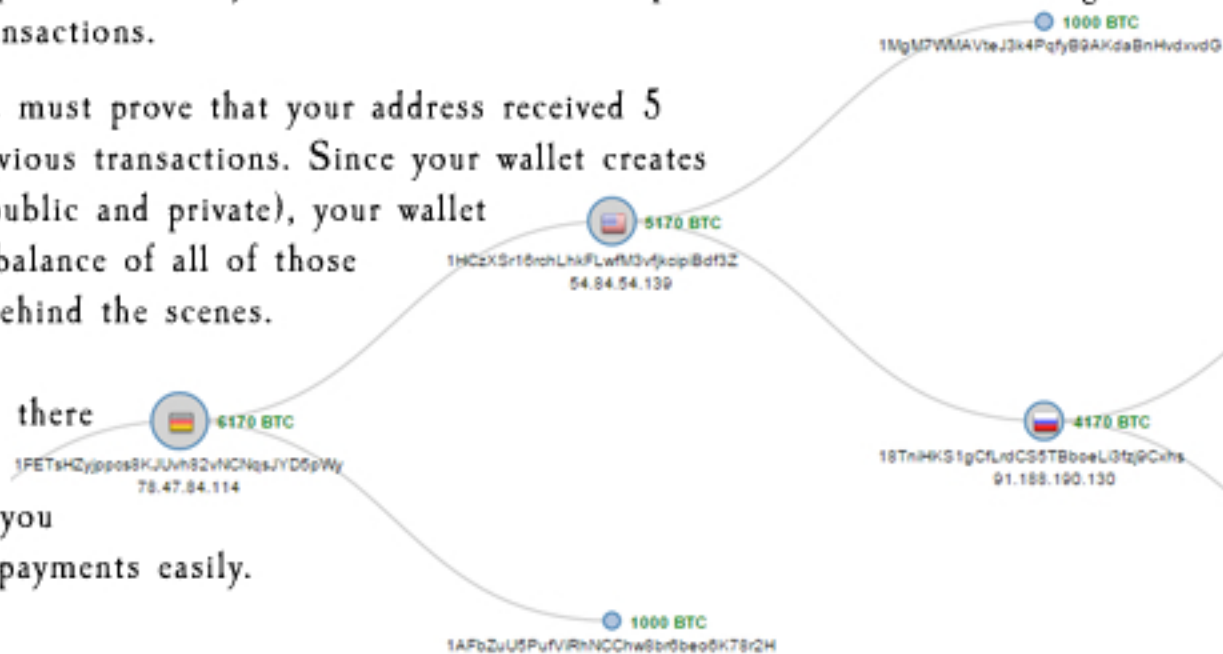 nsactions.
must prove that your address received 5
vious transactions. Since your wallet creates
ublic and private), your wallet
balance of all of those
ehind the scenes.
there
you
payments easily.
1000 BTC
5170 BTC
54.84.54.139
6170 BTC
78.47.84.114
4170 BTC
91.188.190.130
1000 BTC